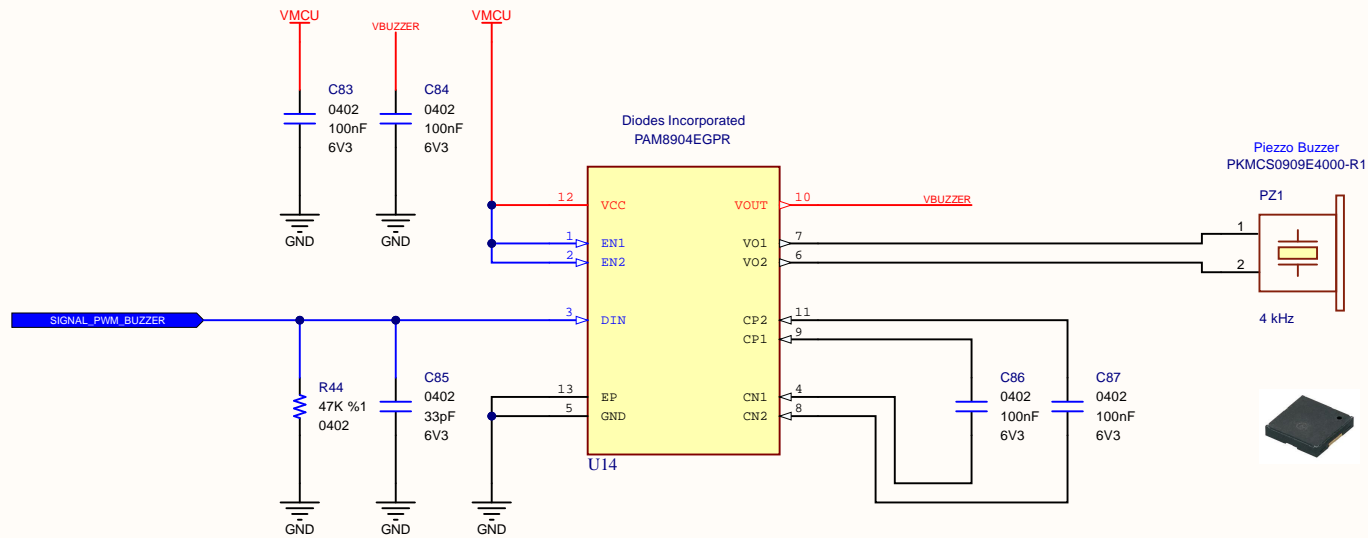 VMCU
VBUZZER
VMCU
C83
0402
100nF
6V3
C84
0402
100nF
6V3
GND
GND
Diodes Incorporated
PAM8904EGPR
12
VCC
1
EN1
2
EN2
3
DIN
13
EP
5
GND
VOUT
10
VBUZZER
VO1
7
VO2
6
CP2
11
CP1
9
CN1
4
CN2
8
U14
Piezzo Buzzer
PKMCS0909E4000-R1
PZ1
1
2
4 kHz
SIGNAL_PWM_BUZZER
R44
47K %1
0402
C85
0402
33pF
6V3
C86
0402
100nF
6V3
C87
0402
100nF
6V3
GND
GND
GND